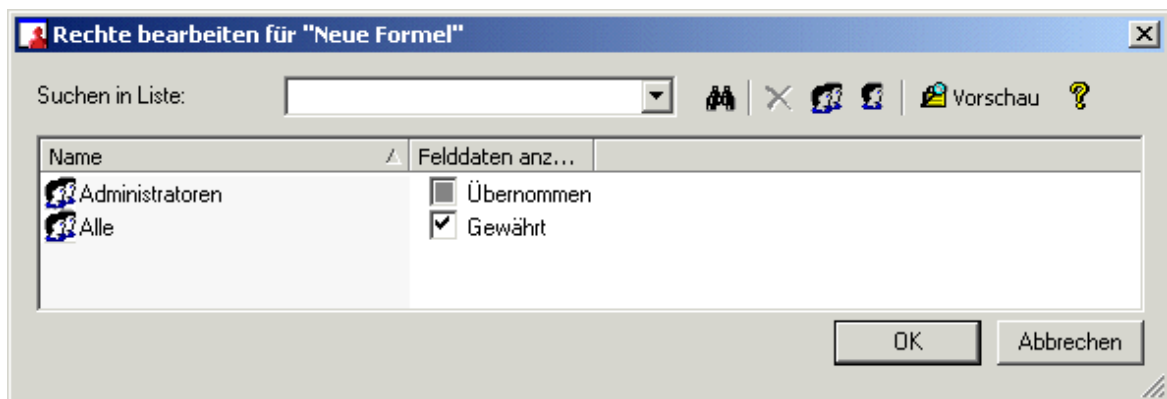 Rechte bearbeiten für "Neue Formel"
Suchen in Liste:
Vorschau
Name
Felddaten anz...
Administratoren
Übernommen
Alle
Gewährt
OK
Abbrechen